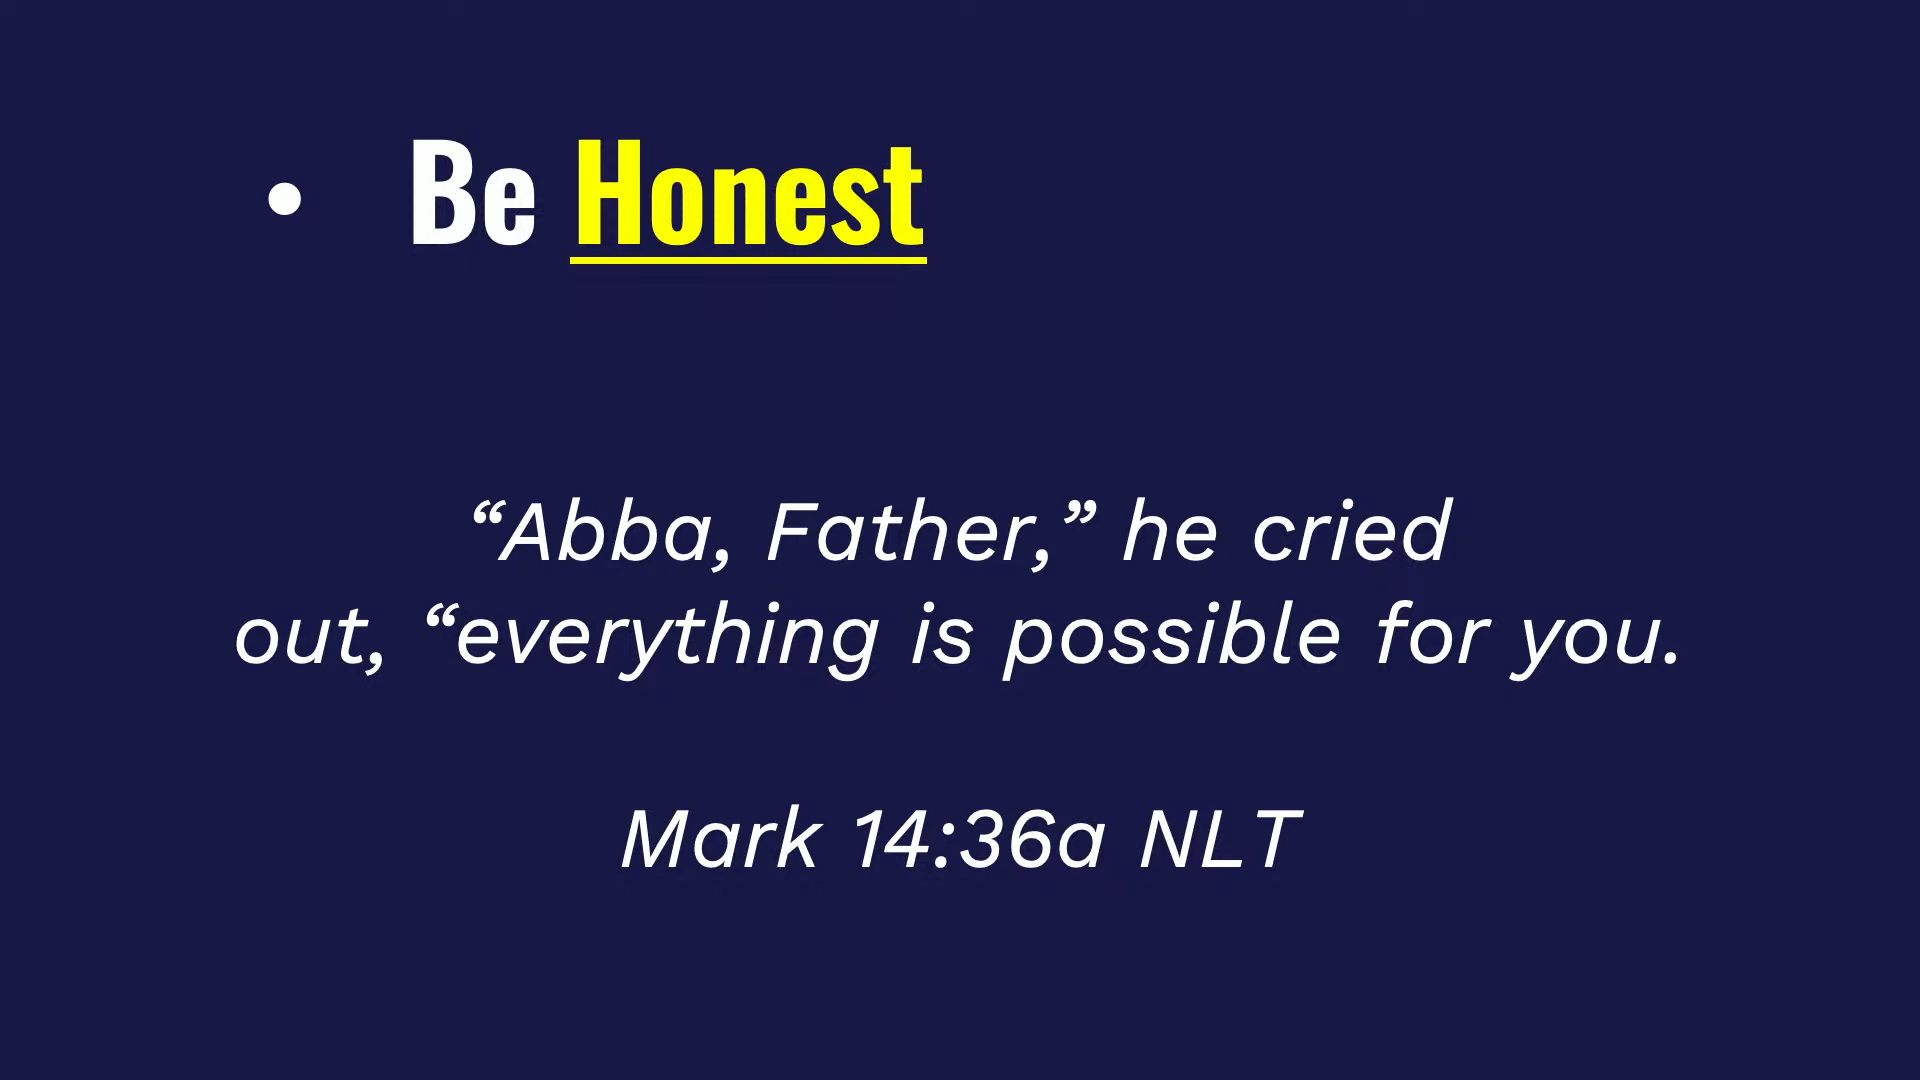 • Be Honest
“Abba, Father,” he cried
out, “everything is possible for you.
Mark 14:36a NLT